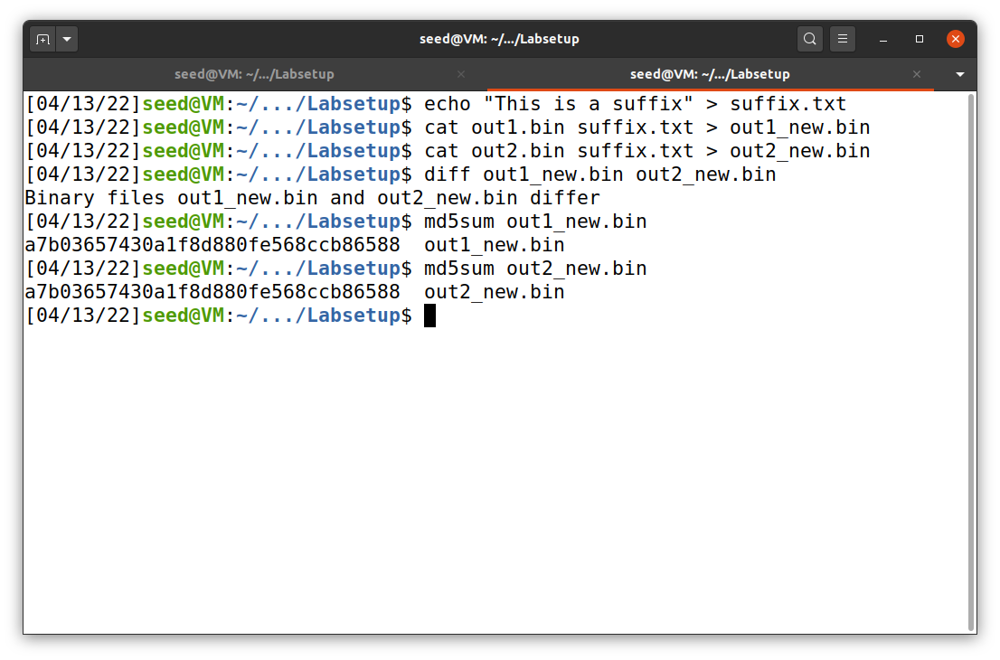 seed@VM: ~/.../Labsetup
seed@VM: ~/.../Labsetup
seed@VM: ~/.../Labsetup
[04/13/22]seed@VM:~/.../Labsetup$ echo "This is a suffix" > suffix.txt
[04/13/22]seed@VM:~/.../Labsetup$ cat out1.bin suffix.txt > out1_new.bin
[04/13/22]seed@VM:~/.../Labsetup$ cat out2.bin suffix.txt > out2_new.bin
[04/13/22]seed@VM:~/.../Labsetup$ diff out1_new.bin out2_new.bin
Binary files out1_new.bin and out2_new.bin differ
[04/13/22]seed@VM:~/.../Labsetup$ md5sum out1_new.bin
a7b03657430a1f8d880fe568ccb86588  out1_new.bin
[04/13/22]seed@VM:~/.../Labsetup$ md5sum out2_new.bin
a7b03657430a1f8d880fe568ccb86588  out2_new.bin
[04/13/22]seed@VM:~/.../Labsetup$